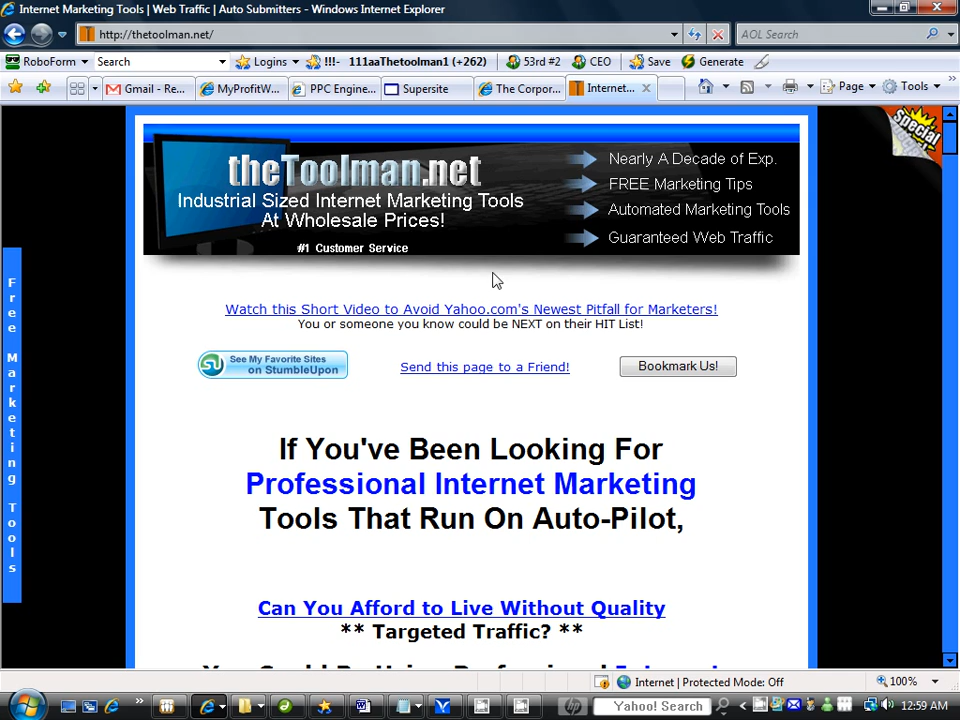 Internet Marketing Tools | Web Traffic | Auto Submitters - Windows Internet Explorer
http://thetoolman.net/
AOL Search
RoboForm
Search
Logins
!!!- 111aaThetoolman1 (+262)
53rd #2
CEO
Save
Generate
Gmail - Re...
MyProfitW...
PPC Engine...
Supersite
The Corpor...
Internet...
Page
Tools
Special
theToolman.net
Industrial Sized Internet Marketing Tools
At Wholesale Prices!
#1 Customer Service
Nearly A Decade of Exp.
FREE Marketing Tips
Automated Marketing Tools
Guaranteed Web Traffic
Free Marketing Tools
Watch this Short Video to Avoid Yahoo.com's Newest Pitfall for Marketers!
You or someone you know could be NEXT on their HIT List!
See My Favorite Sites
on StumbleUpon
Send this page to a Friend!
Bookmark Us!
If You've Been Looking For
Professional Internet Marketing
Tools That Run On Auto-Pilot,
Can You Afford to Live Without Quality
** Targeted Traffic? **
Internet | Protected Mode: Off
100%
Yahoo! Search
12:59 AM